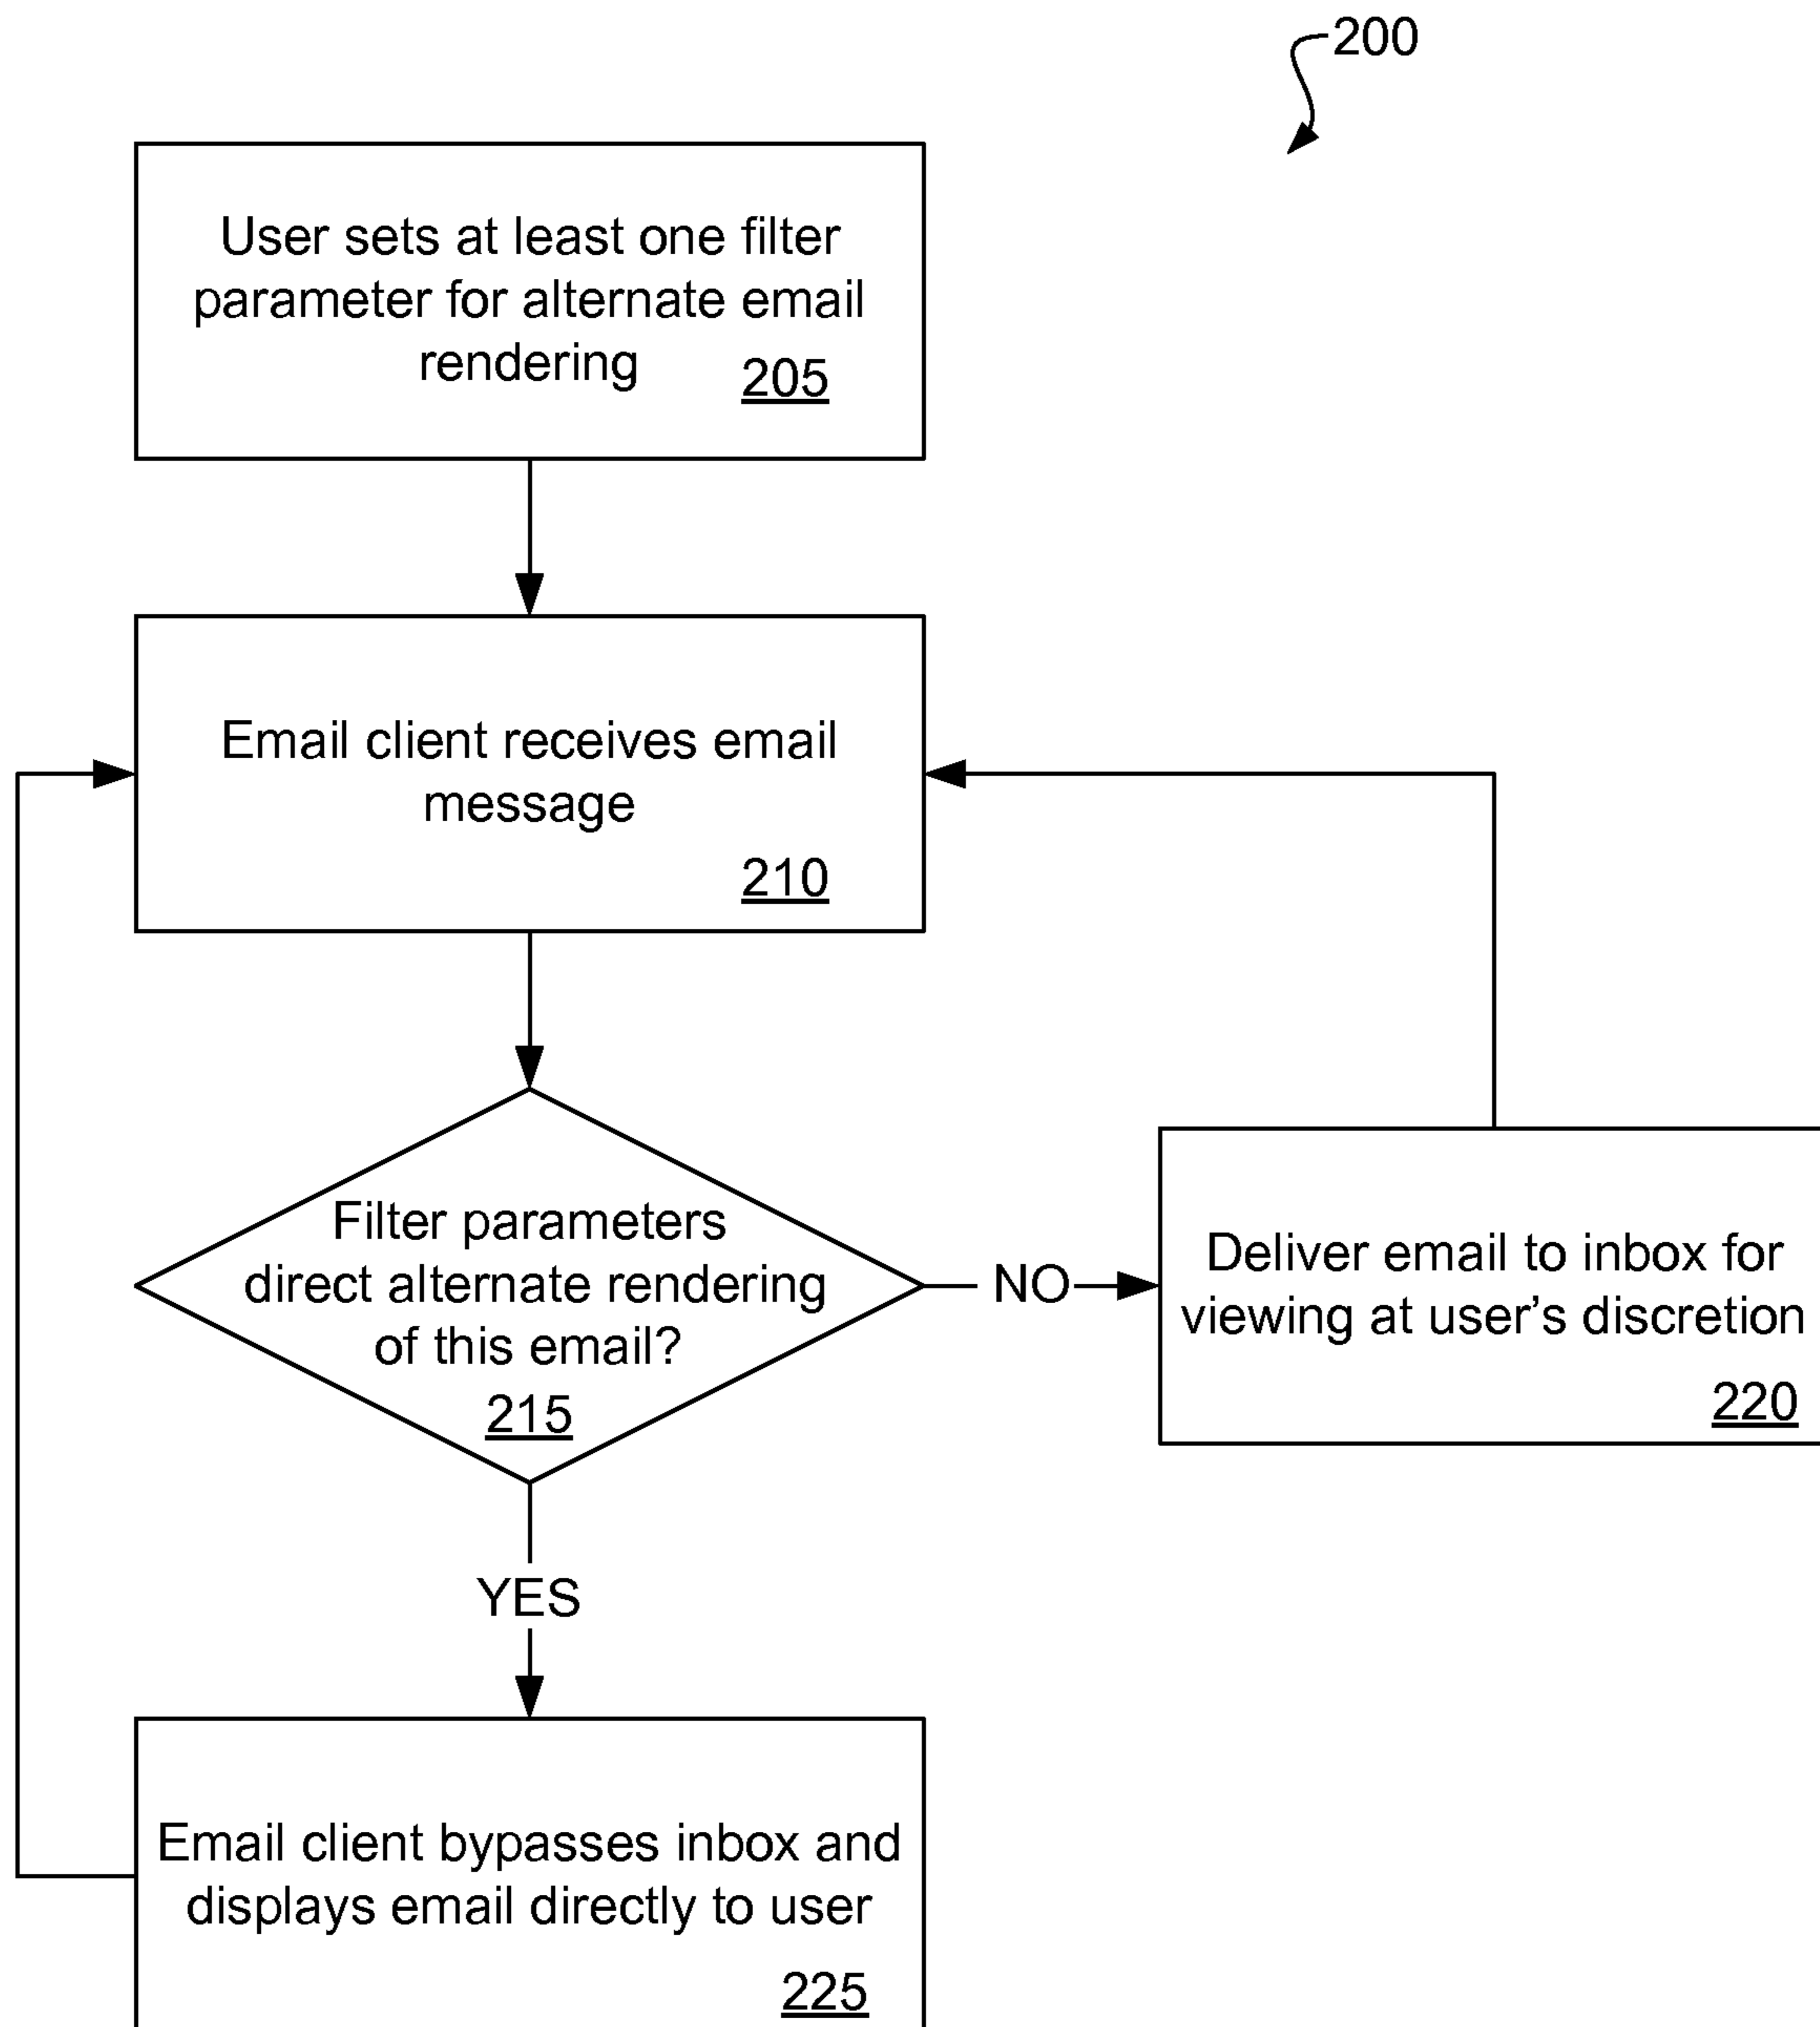 200
User sets at least one filter
parameter for alternate email
rendering
205
Email client receives email
message
210
Filter parameters
direct alternate rendering
of this email?
215
NO
Deliver email to inbox for
viewing at user's discretion
220
YES
Email client bypasses inbox and
displays email directly to user
225